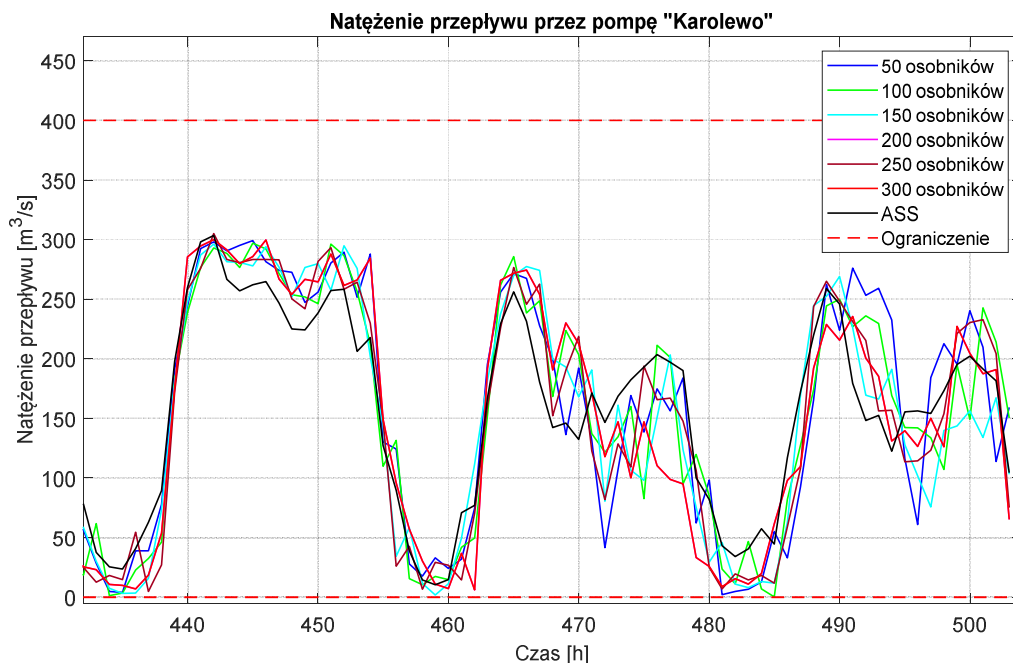 Natężenie przepływu przez pompę "Karolewo"
Natężenie przepływu [m³/s]
450
400
350
300
250
200
150
100
50
0
440
450
460
470
480
490
500
Czas [h]
50 osobników
100 osobników
150 osobników
200 osobników
250 osobników
300 osobników
ASS
Ograniczenie